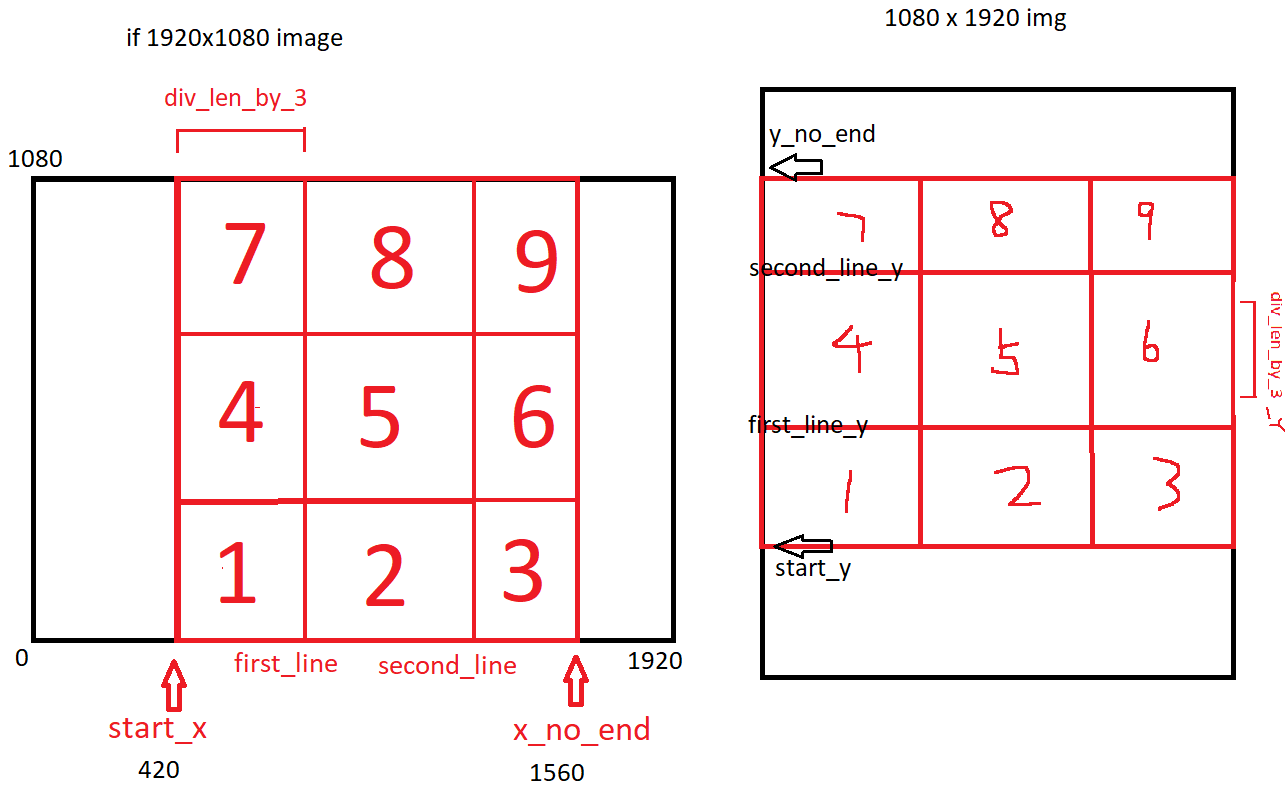 if 1920x1080 image
div_len_by_3
1080
7 8 9
4 5 6
1 2 3
0
first_line
second_line
1920
start_x
x_no_end
420
1560
1080 x 1920 img
y_no_end
7 8 9
second_line_y
4 5 6
div_len_by_3_Y
first_line_y
1 2 3
start_y